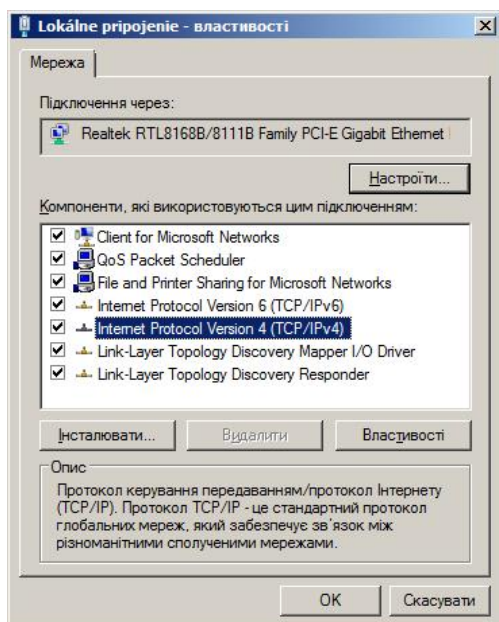 Lokálne pripojenie - властивості
Мережа
Підключення через:
Realtek RTL8168B/8111B Family PCI-E Gigabit Ethernet
Настроїти...
Компоненти, які використовуються цим підключенням:
Client for Microsoft Networks
QoS Packet Scheduler
File and Printer Sharing for Microsoft Networks
Internet Protocol Version 6 (TCP/IPv6)
Internet Protocol Version 4 (TCP/IPv4)
Link-Layer Topology Discovery Mapper I/O Driver
Link-Layer Topology Discovery Responder
Інсталювати... Видалити Властивості
Опис
Протокол керування передаванням/протокол Інтернету
(TCP/IP). Протокол TCP/IP - це стандартний протокол
глобальних мереж, який забезпечує зв`язок між
різноманітними сполученими мережами.
OK Скасувати